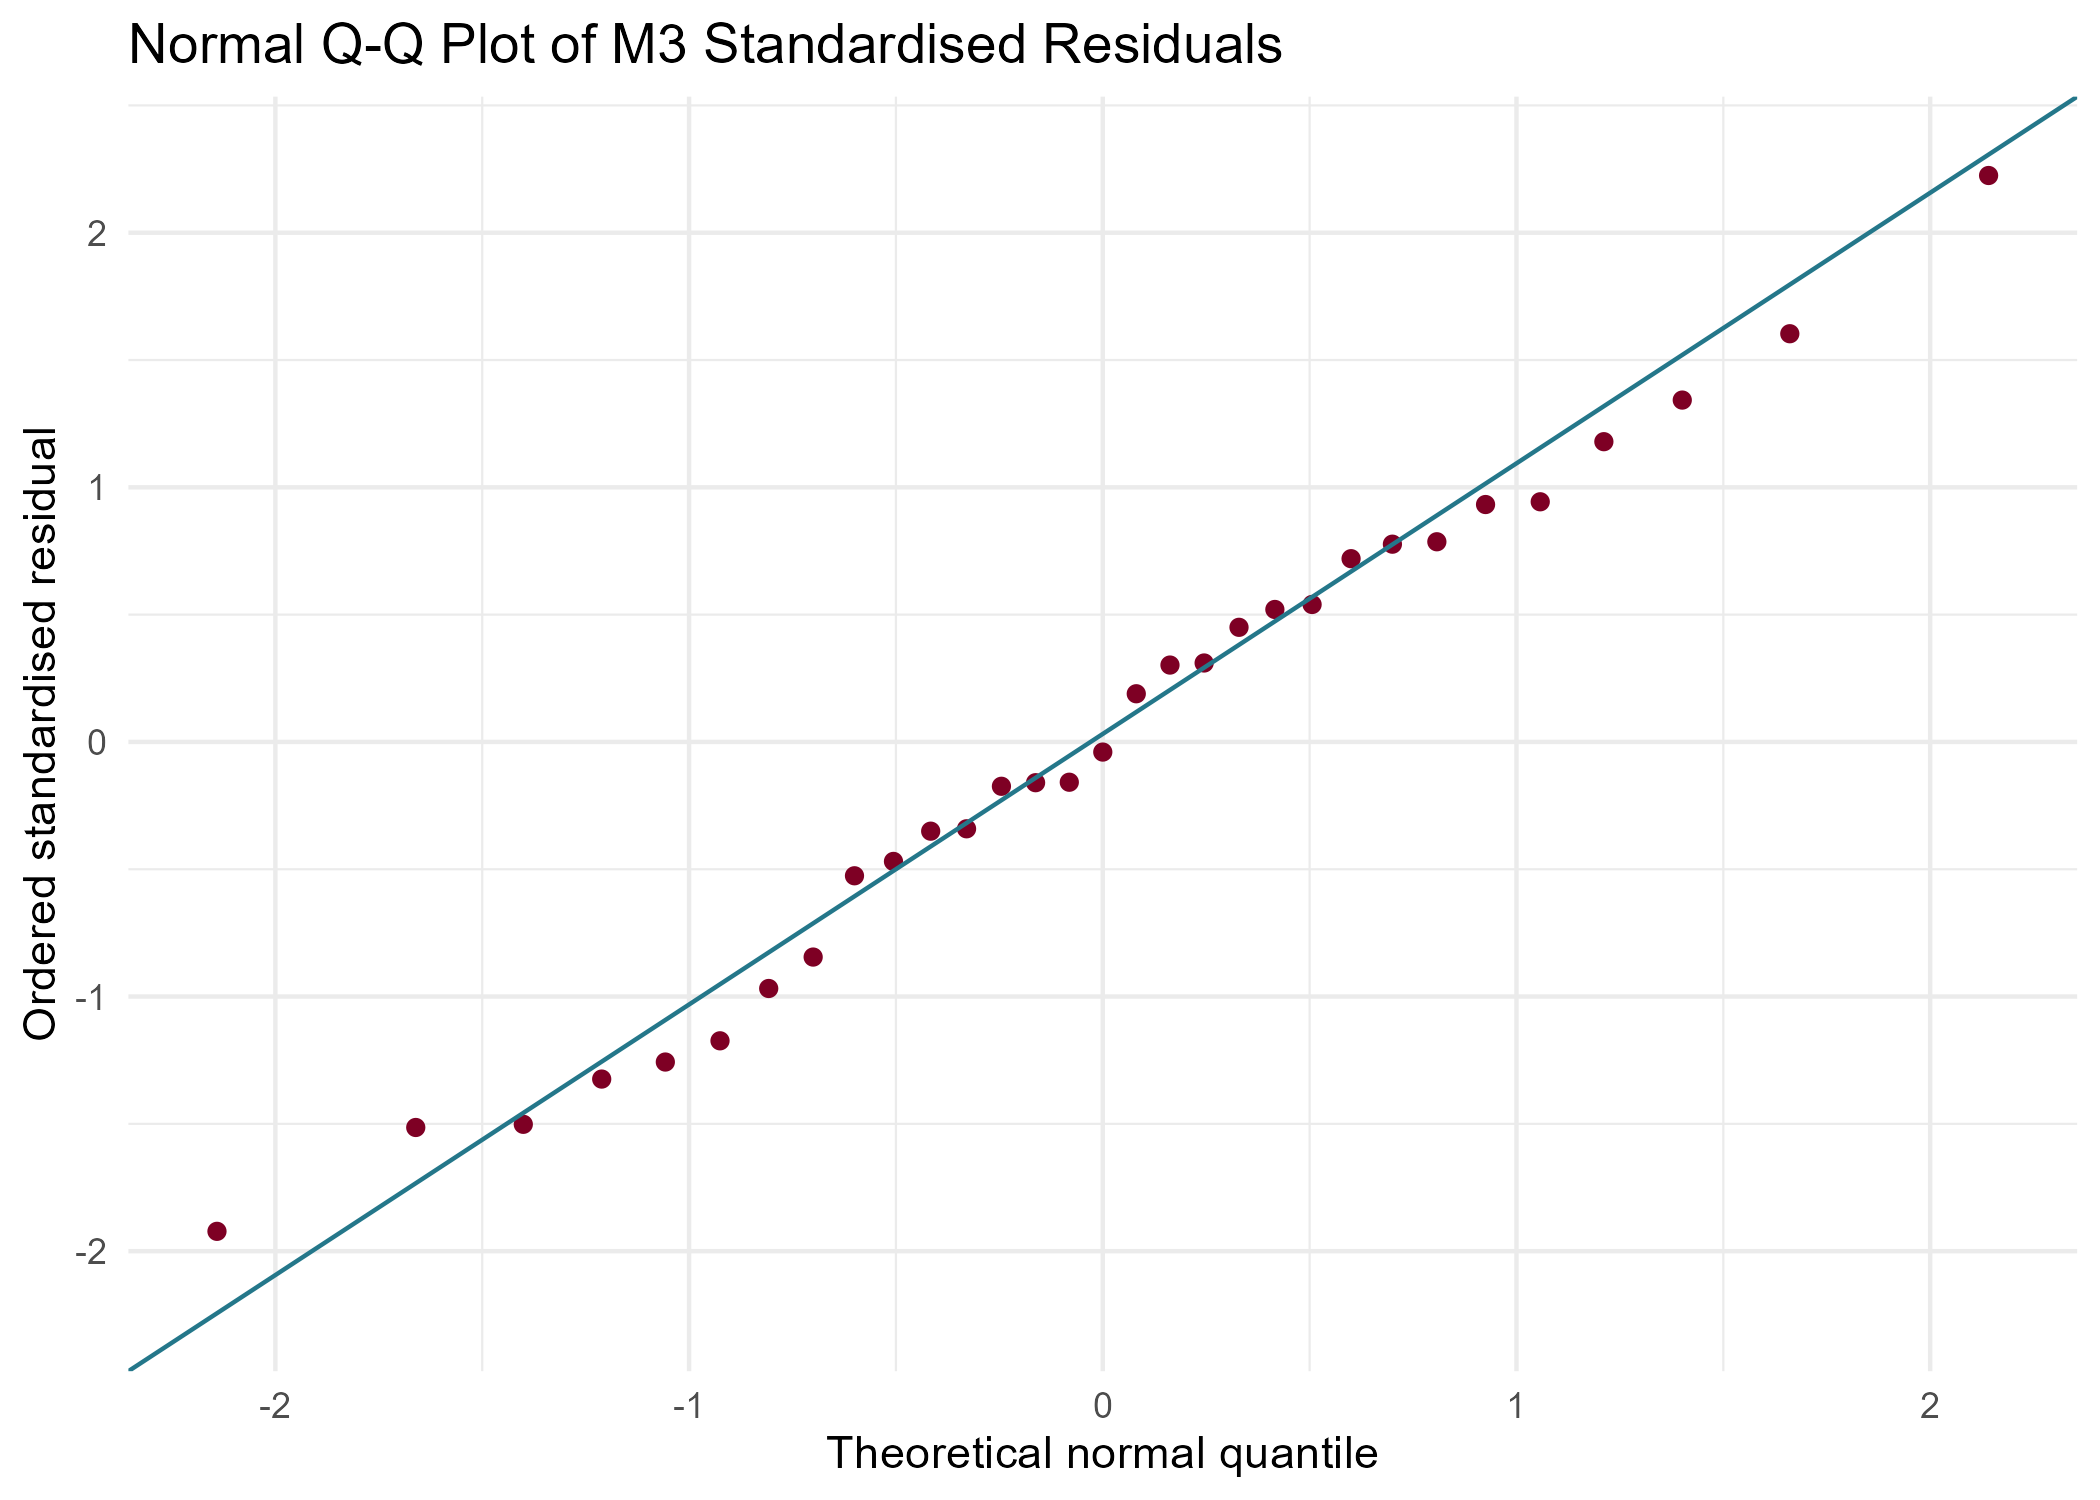 Normal Q-Q Plot of M3 Standardised Residuals
Ordered standardised residual
2
1
0
-1
-2
-2 -1 0 1 2
Theoretical normal quantile